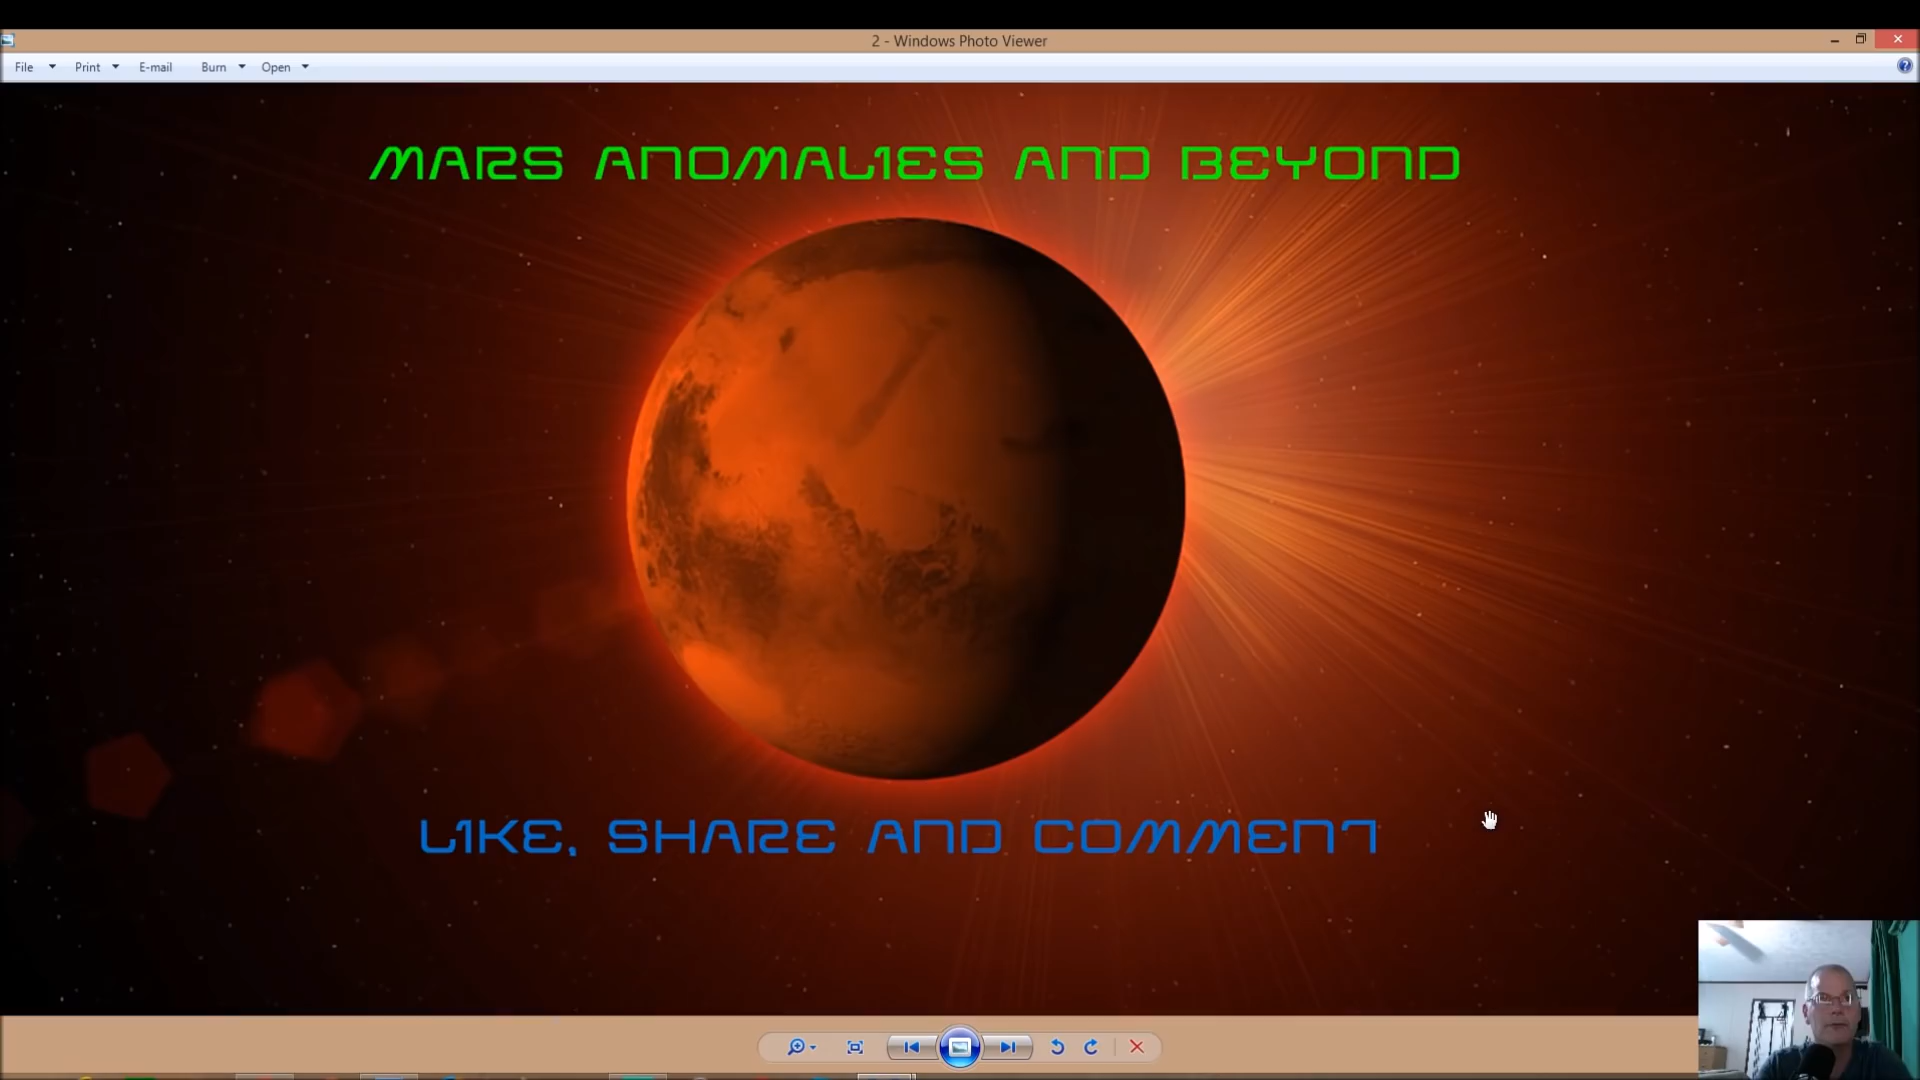 2 - Windows Photo Viewer
File Print E-mail Burn Open
MARS ANOMALIES AND BEYOND
LIKE, SHARE AND COMMENT